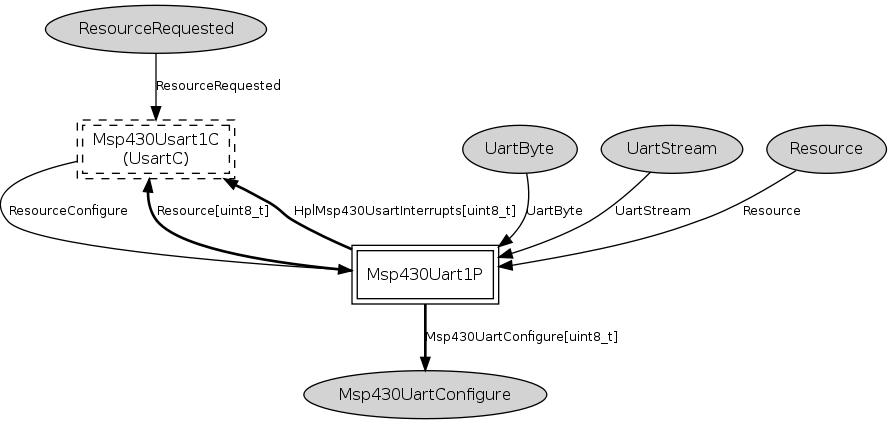 ResourceRequested
ResourceRequested
Msp430Usart1C
(UsartC)
UartByte
UartStream
Resource
ResourceConfigure
Resource[uint8_t]
HplMsp430UsartInterrupts[uint8_t]
UartByte
UartStream
Resource
Msp430Uart1P
Msp430UartConfigure[uint8_t]
Msp430UartConfigure